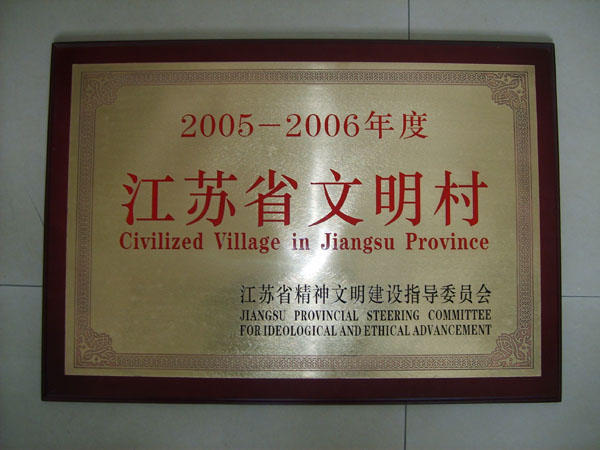 2005－2006年度
江苏省文明村
Civilized Village in Jiangsu Province
江苏省精神文明建设指导委员会
JIANGSU PROVINCIAL STEERING COMMITTEE
FOR IDEOLOGICAL AND ETHICAL ADVANCEMENT